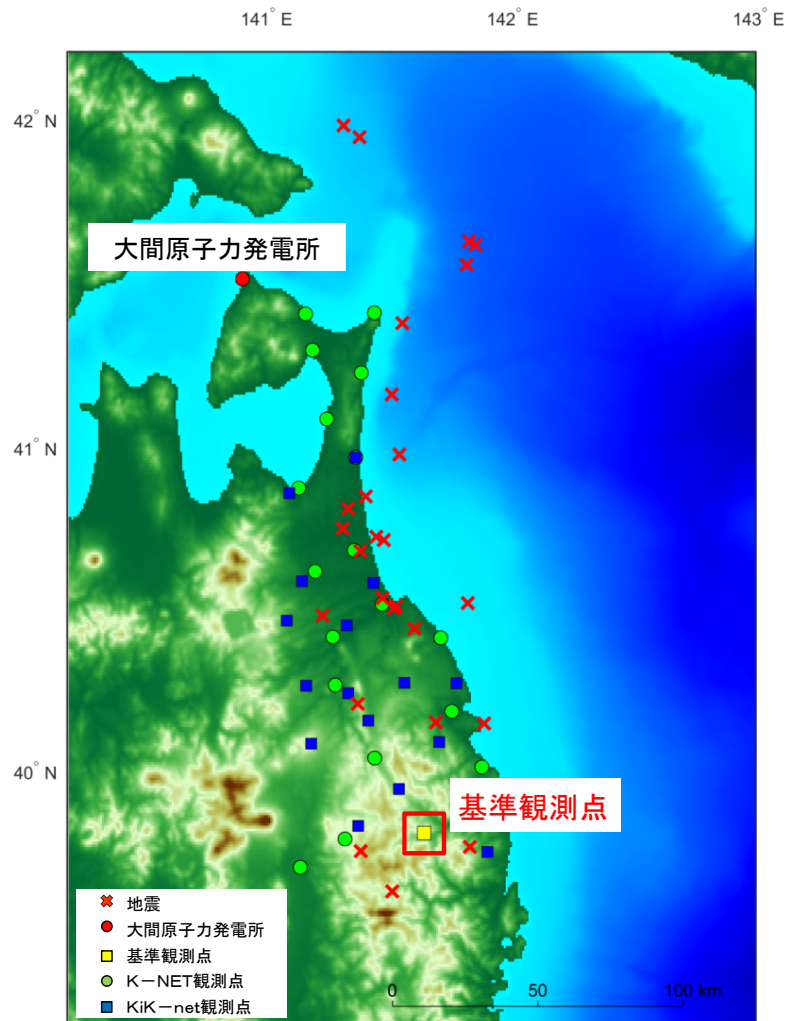 141° E
142° E
143° E
42° N
大間原子力発電所
41° N
40° N
基準観測点
地震
大間原子力発電所
基準観測点
K－NET観測点
KiK－net観測点
0
50
100 km